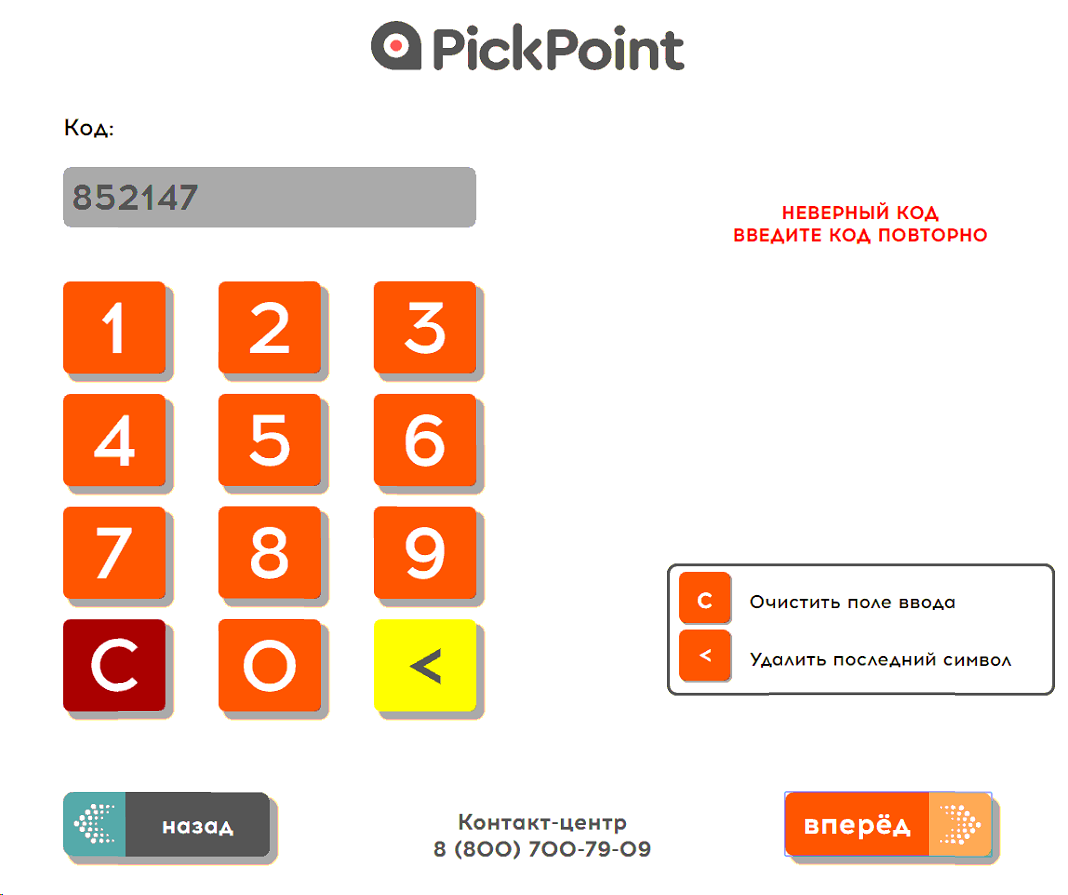 PickPoint
Код:
852147
НЕВЕРНЫЙ КОД
ВВЕДИТЕ КОД ПОВТОРНО
1 2 3
4 5 6
7 8 9
C 0 <
C Очистить поле ввода
< Удалить последний символ
назад
Контакт-центр
8 (800) 700-79-09
вперёд